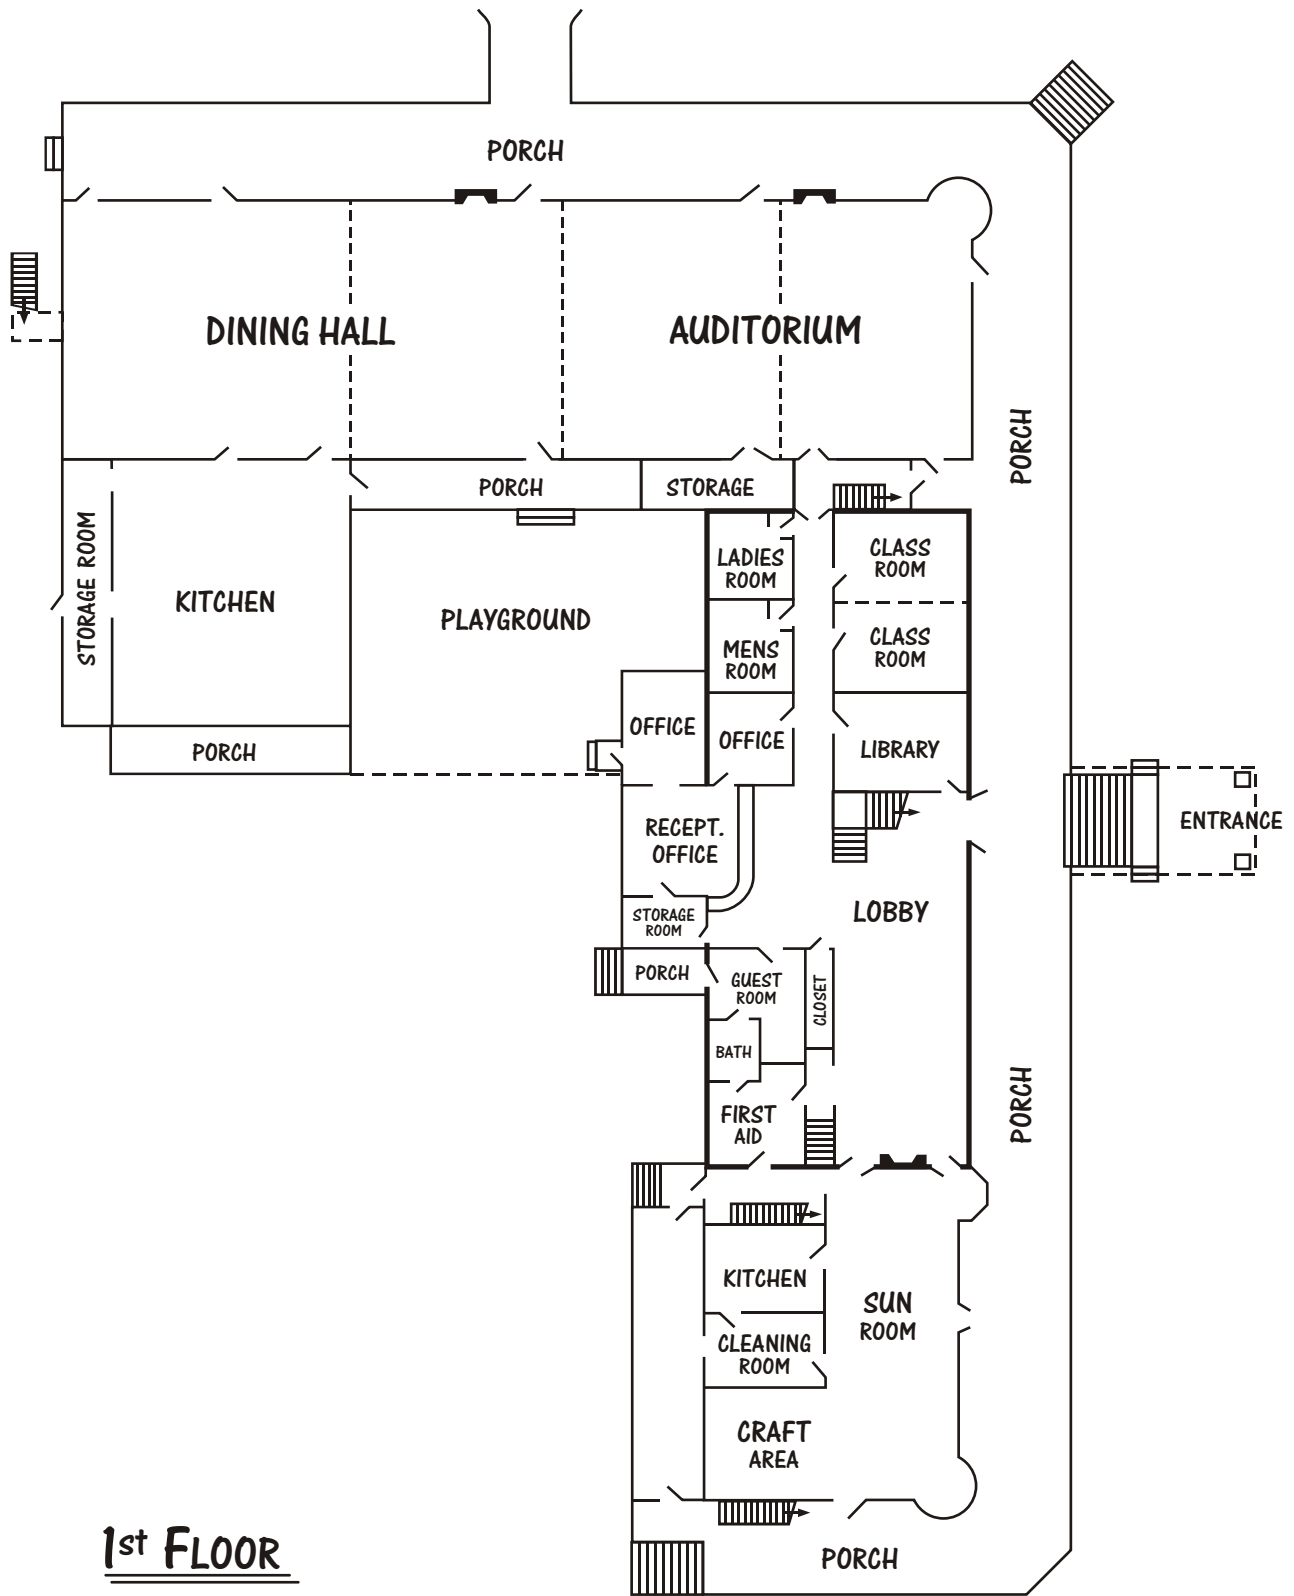 PORCH
DINING HALL
AUDITORIUM
PORCH
PORCH
STORAGE
STORAGE ROOM
KITCHEN
PLAYGROUND
LADIES
ROOM
CLASS
ROOM
MENS
ROOM
CLASS
ROOM
OFFICE
OFFICE
LIBRARY
PORCH
RECEPT.
OFFICE
ENTRANCE
LOBBY
STORAGE
ROOM
PORCH
GUEST
ROOM
CLOSET
BATH
FIRST
AID
PORCH
KITCHEN
SUN
ROOM
CLEANING
ROOM
CRAFT
AREA
PORCH
1st FLOOR